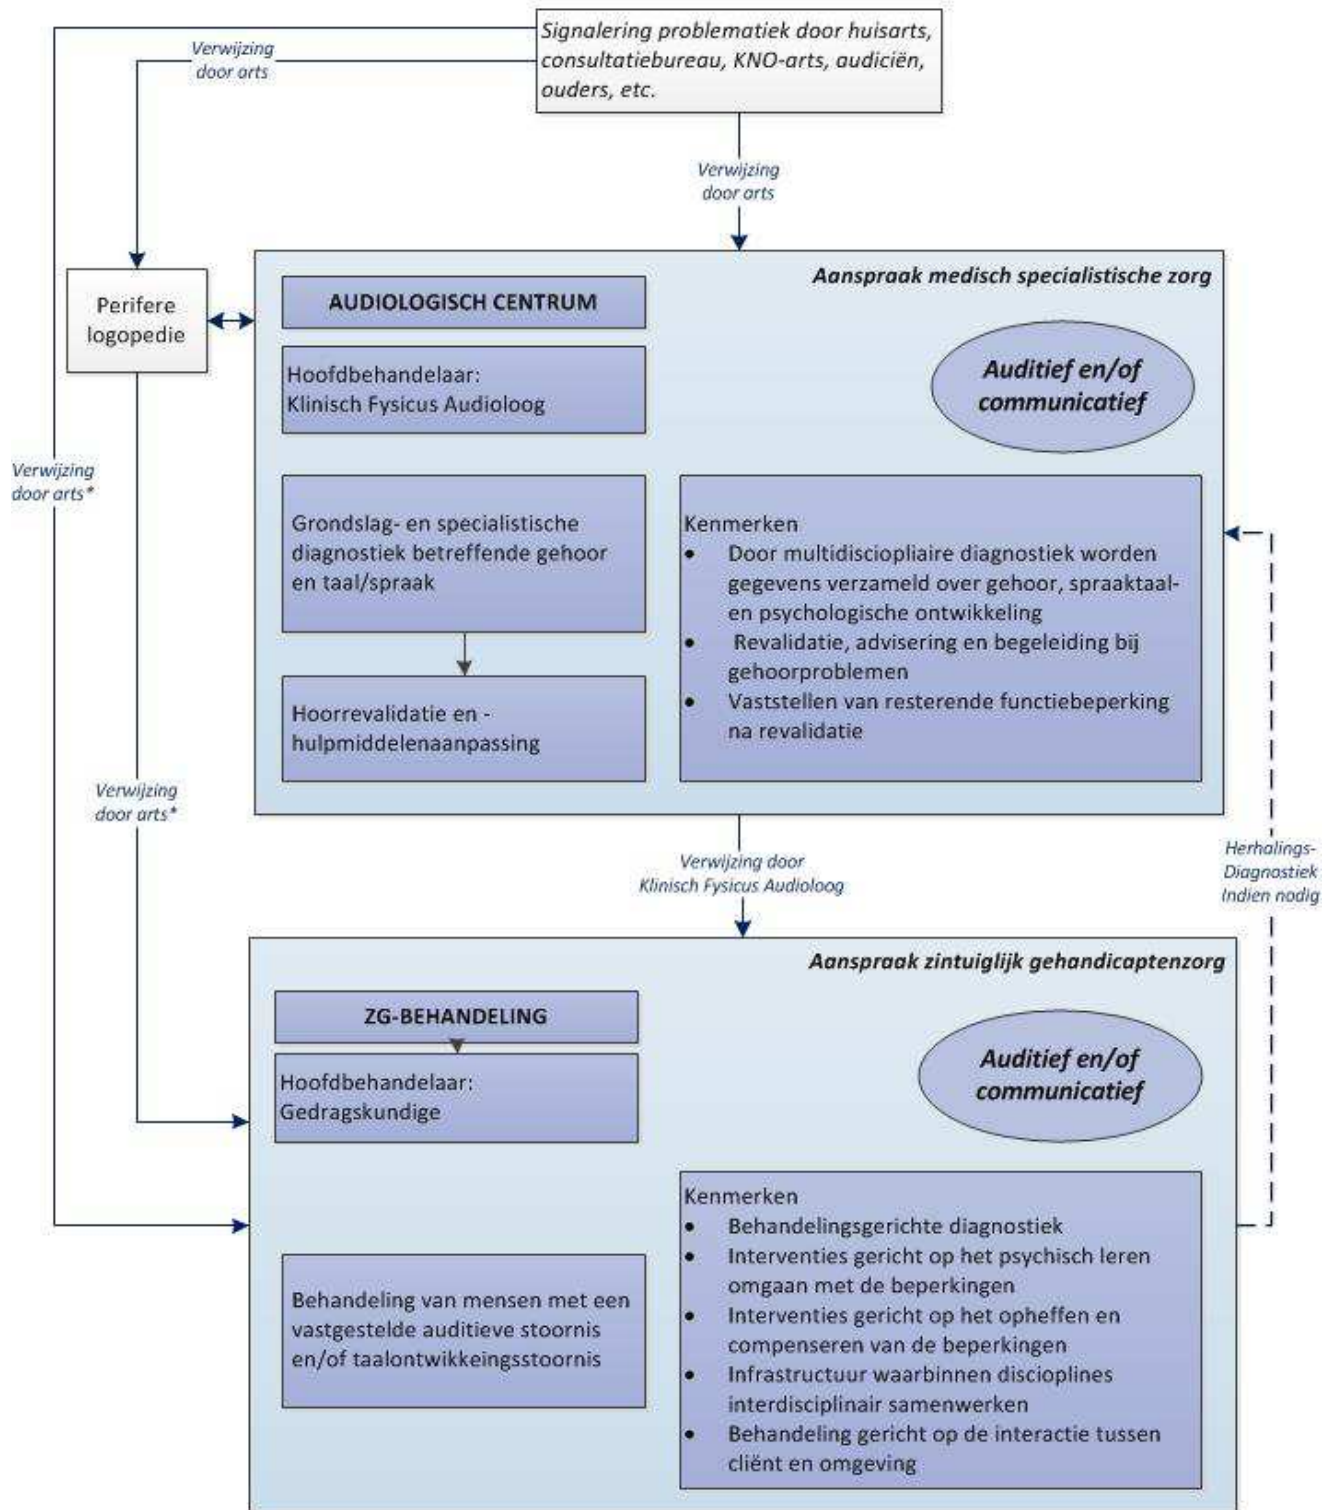 Signalering problematiek door huisarts,
consultatiebureau, KNO-arts, audiciën,
ouders, etc.
Verwijzing
door arts
Verwijzing
door arts
Aanspraak medisch specialistische zorg
Perifere
logopedie
AUDIOLOGISCH CENTRUM
Auditief en/of
communicatief
Hoofdbehandelaar:
Klinisch Fysicus Audioloog
Verwijzing
door arts*
Grondslag- en specialistische
diagnostiek betreffende gehoor
en taal/spraak
Hoorrevalidatie en -
hulpmiddelenaanpassing
Kenmerken
• Door multidisciopliaire diagnostiek worden
gegevens verzameld over gehoor, spraaktaal-
en psychologische ontwikkeling
• Revalidatie, advisering en begeleiding bij
gehoorproblemen
• Vaststellen van resterende functiebeperking
na revalidatie
Verwijzing
door arts*
Verwijzing door
Klinisch Fysicus Audioloog
Herhalings-
Diagnostiek
Indien nodig
Aanspraak zintuiglijk gehandicaptenzorg
ZG-BEHANDELING
Auditief en/of
communicatief
Hoofdbehandelaar:
Gedragskundige
Behandeling van mensen met een
vastgestelde auditieve stoornis
en/of taalontwikkeingsstoornis
Kenmerken
• Behandelingsgerichte diagnostiek
• Interventies gericht op het psychisch leren
omgaan met de beperkingen
• Interventies gericht op het opheffen en
compenseren van de beperkingen
• Infrastructuur waarbinnen discioplines
interdisciplinair samenwerken
• Behandeling gericht op de interactie tussen
cliënt en omgeving